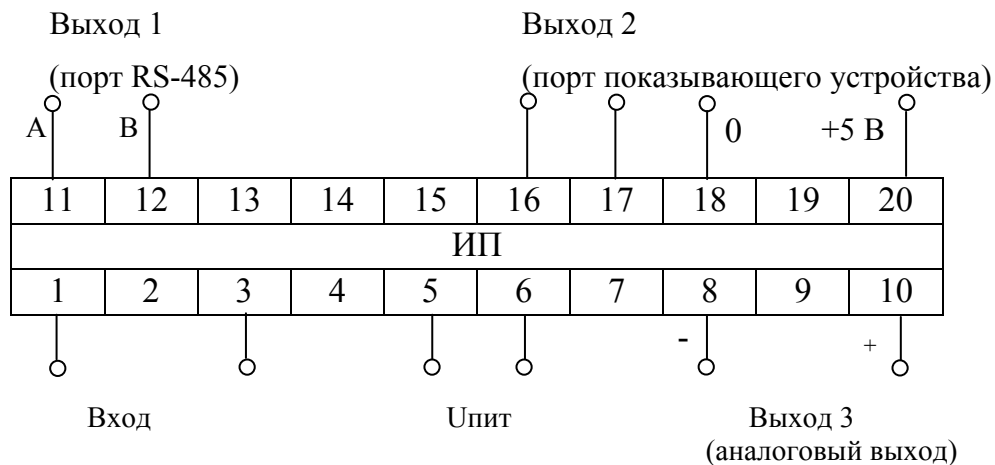 Выход 1 Выход 2
(порт RS-485) (порт показывающего устройства)
А В 0 +5 В
11 12 13 14 15 16 17 18 19 20
ИП
1 2 3 4 5 6 7 8 9 10
- +
Вход Uпит Выход 3
(аналоговый выход)